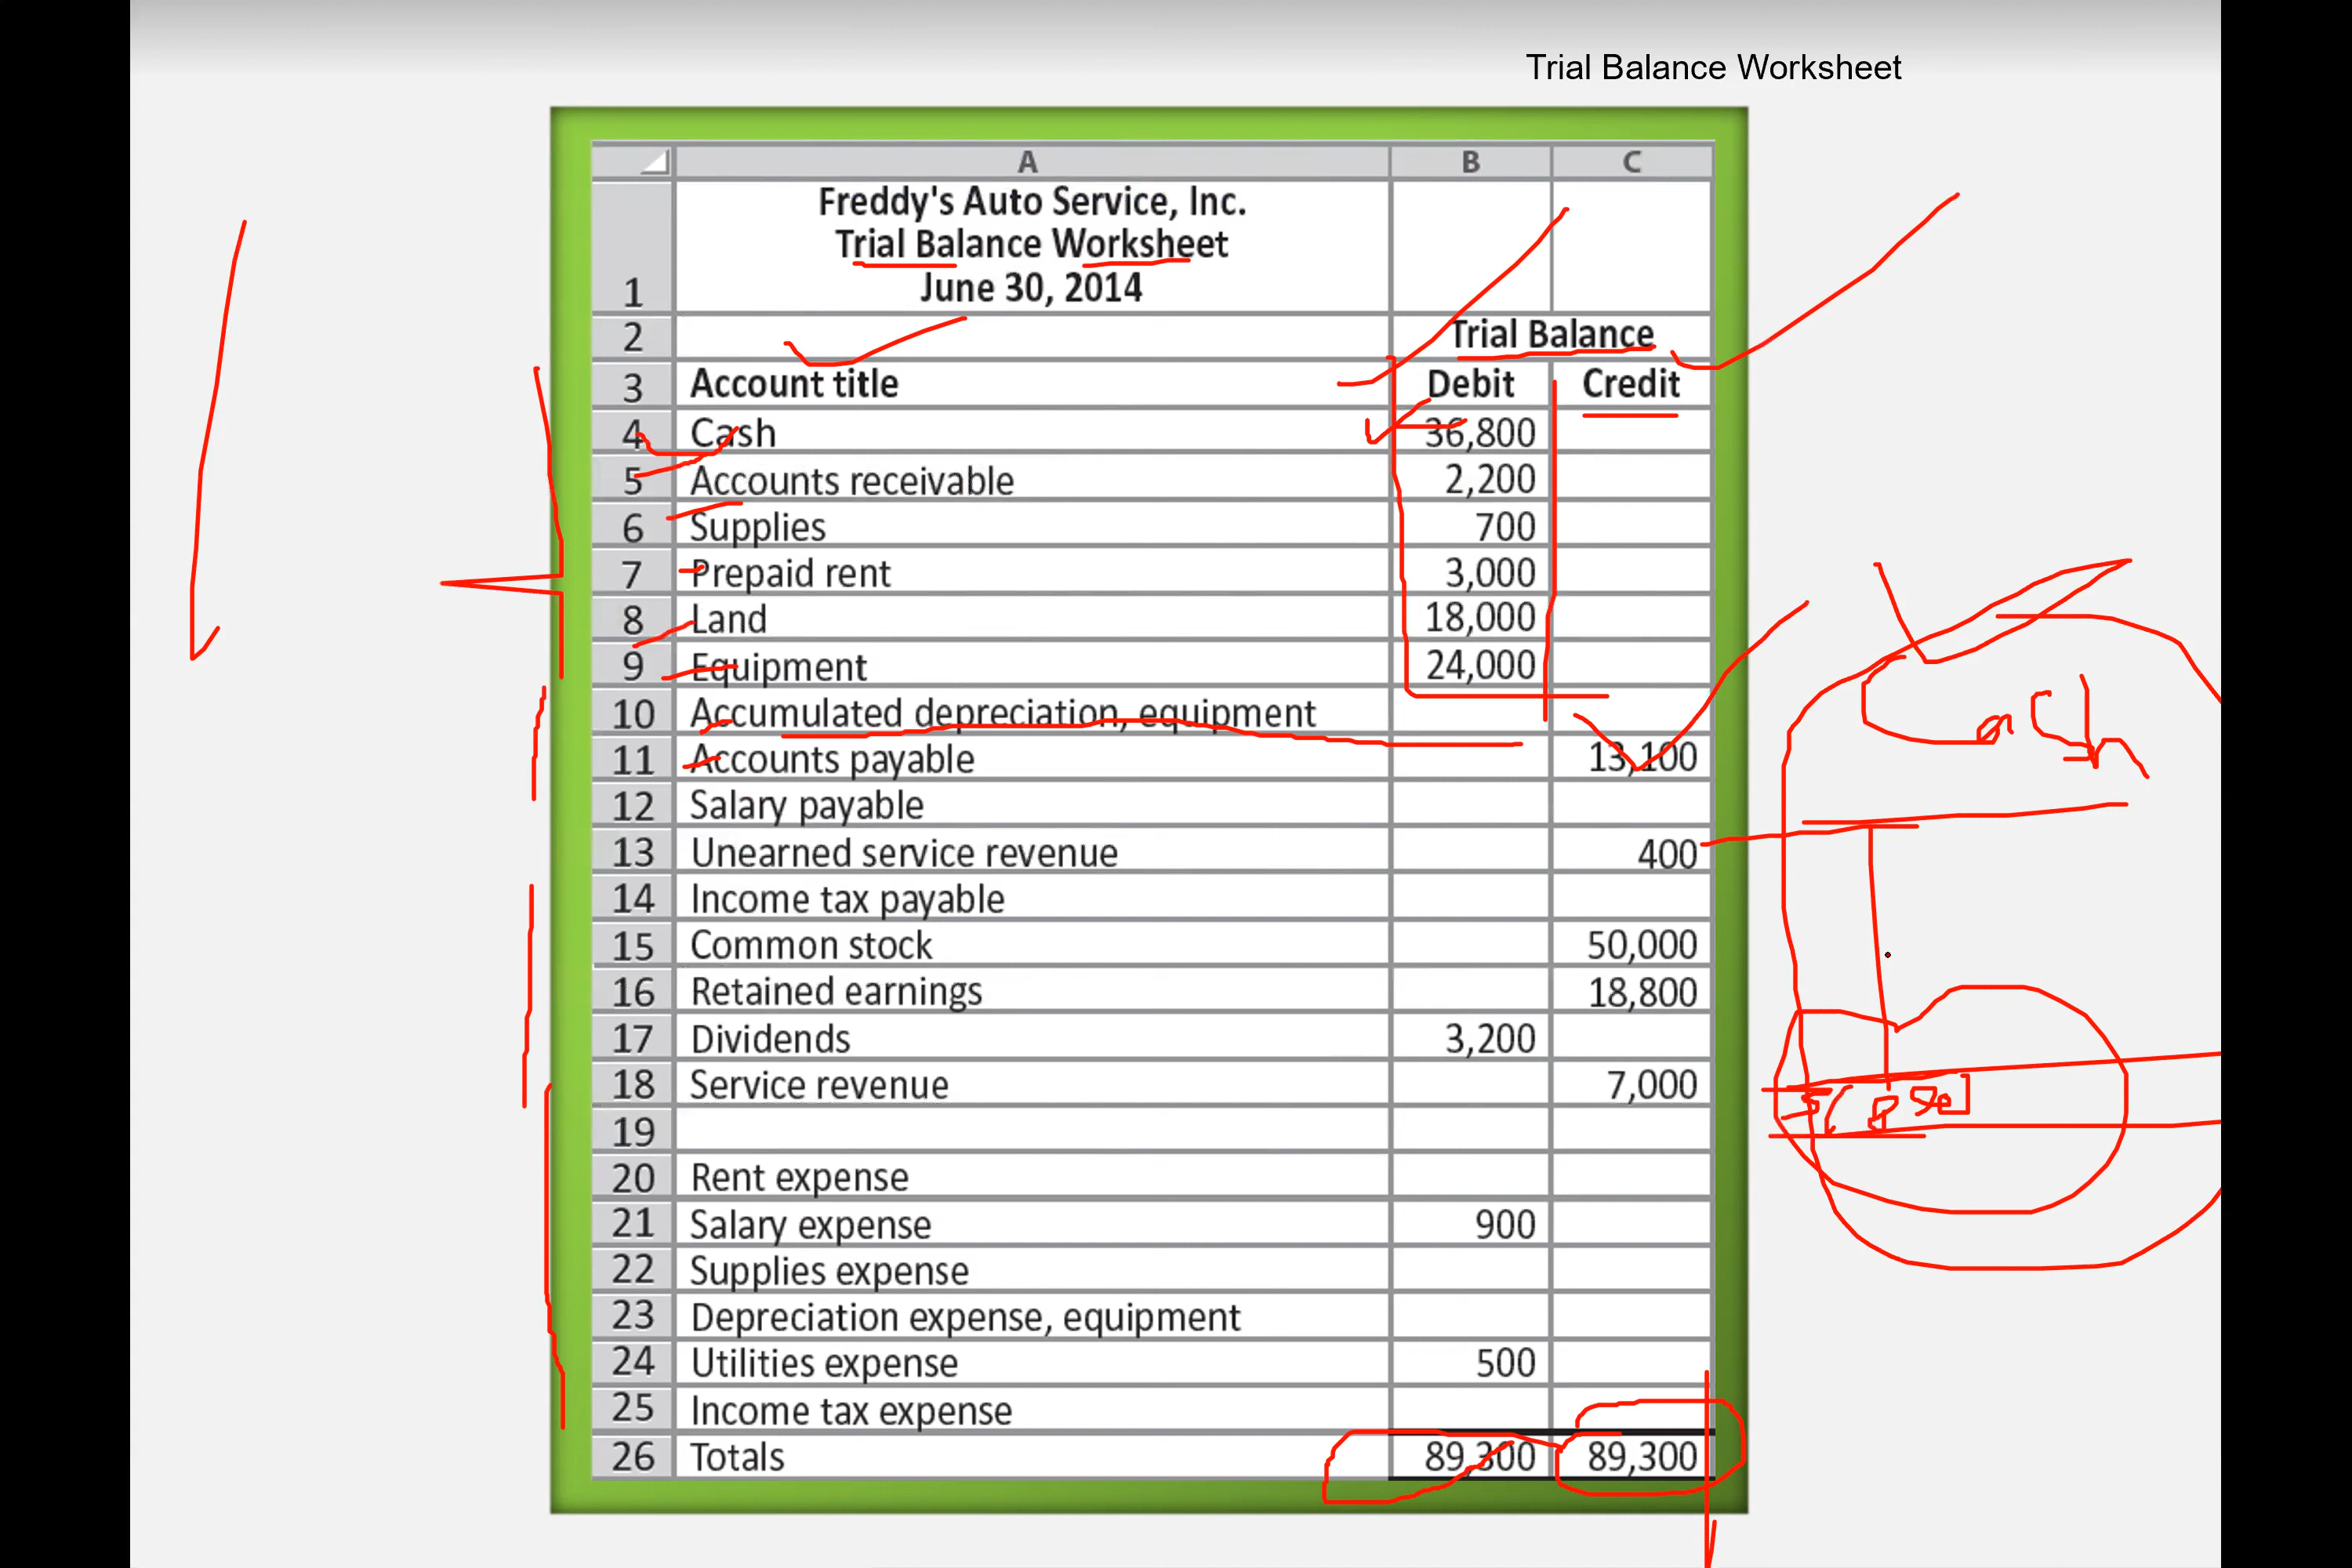 Trial Balance Worksheet
A B C
Freddy's Auto Service, Inc.
Trial Balance Worksheet
1 June 30, 2014
2 Trial Balance
3 Account title Debit Credit
4 Cash 36,800
5 Accounts receivable 2,200
6 Supplies 700
7 Prepaid rent 3,000
8 Land 18,000
9 Equipment 24,000
10 Accumulated depreciation, equipment
11 Accounts payable 13,100
12 Salary payable
13 Unearned service revenue 400
14 Income tax payable
15 Common stock 50,000
16 Retained earnings 18,800
17 Dividends 3,200
18 Service revenue 7,000
19
20 Rent expense
21 Salary expense 900
22 Supplies expense
23 Depreciation expense, equipment
24 Utilities expense 500
25 Income tax expense
26 Totals 89,300 89,300